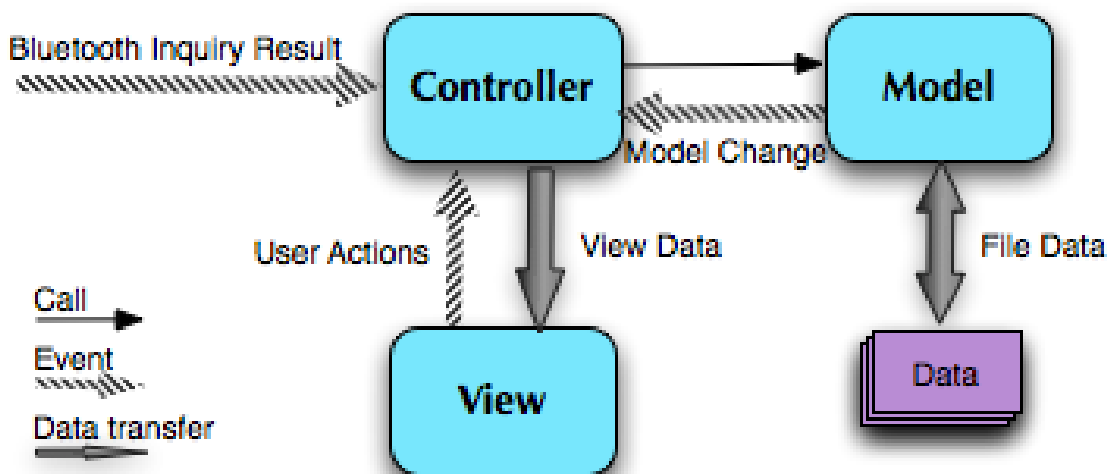 Bluetooth Inquiry Result
Controller
Model
Model Change
User Actions
View Data
File Data
Call
Event
Data transfer
View
Data